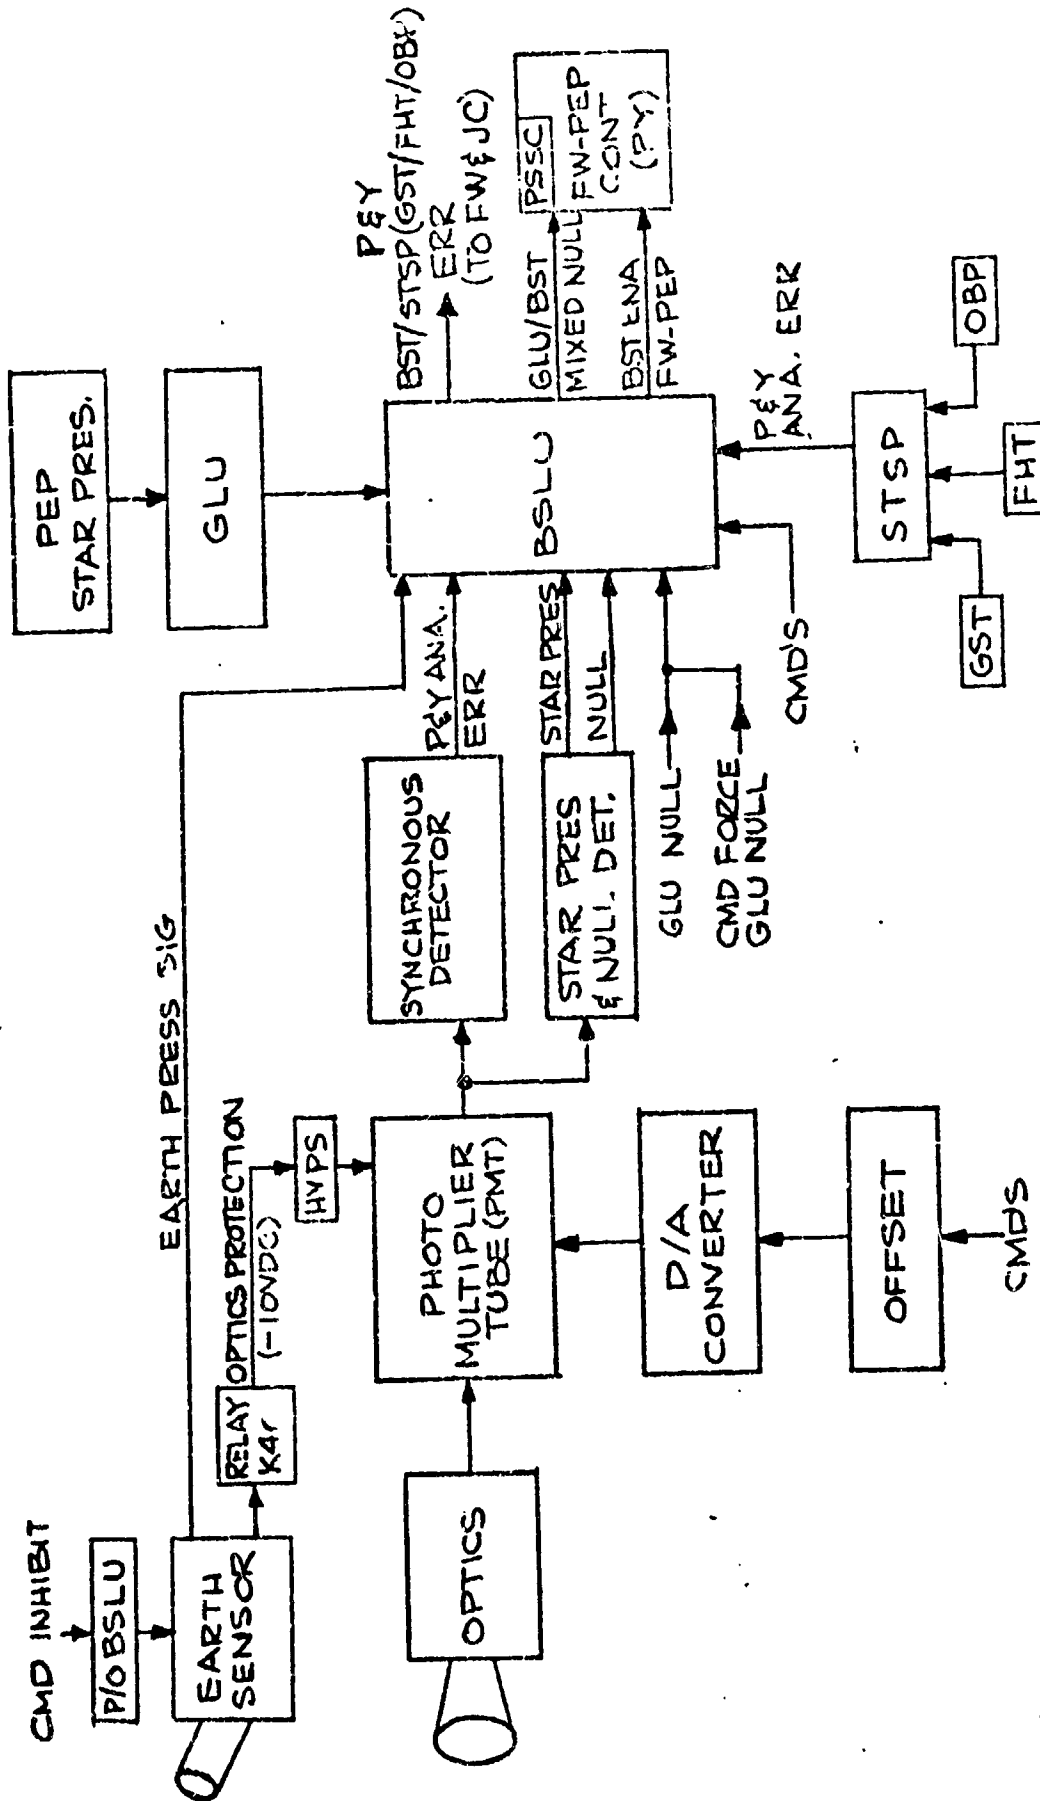 CMD INHIBIT
P/O BSLU
EARTH
SENSOR
EARTH PRESS SIG
RELAY
K4r
OPTICS PROTECTION
(-10VDC)
HVPS
OPTICS
PHOTO
MULTIPLIER
TUBE (PMT)
D/A
CONVERTER
OFFSET
CMD'S
SYNCHRONOUS
DETECTOR
STAR PRES
& NULL DET.
P&Y ANA.
ERR
STAR PRES
NULL
GLU NULL
CMD FORCE
GLU NULL
CMD'S
PEP
STAR PRES.
GLU
BSLU
P&Y
BST/STSP(GST/FHT/OBP)
ERR
(TO FW & JC)
GLU/BST
MIXED NULL
BST ENA
FW-PEP
PSSC
FW-PEP
CONT
(PY)
P&Y
ANA. ERR
STSP
GST
FHT
OBP